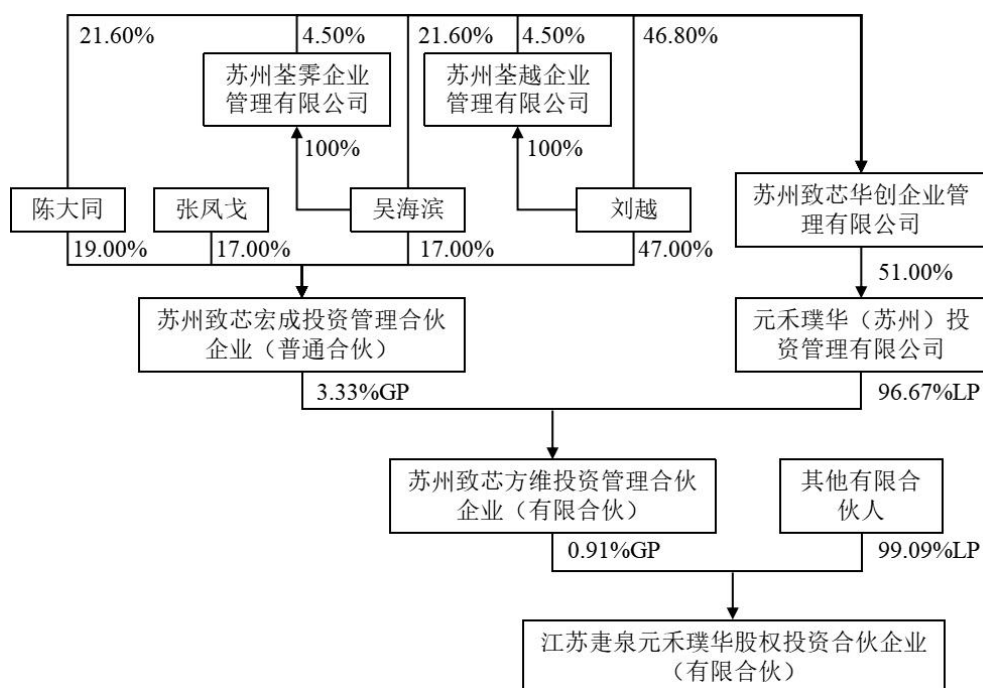 21.60%
4.50%
21.60%
4.50%
46.80%
苏州荃霁企业
管理有限公司
苏州荃越企业
管理有限公司
100%
100%
陈大同
张凤戈
吴海滨
刘越
苏州致芯华创企业管
理有限公司
19.00%
17.00%
17.00%
47.00%
51.00%
苏州致芯宏成投资管理合伙
企业（普通合伙）
元禾璞华（苏州）投
资管理有限公司
3.33%GP
96.67%LP
苏州致芯方维投资管理合伙
企业（有限合伙）
其他有限合
伙人
0.91%GP
99.09%LP
江苏疌泉元禾璞华股权投资合伙企业
（有限合伙）